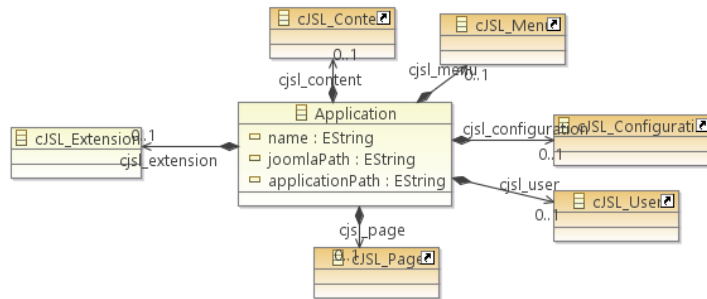 cJSL_Conte
cJSL_Menu
0..1
cjsl_content
cjsl_menu
0..1
Application
name : EString
joomlaPath : EString
applicationPath : EString
cJSL_Extension
0..1
cjsl_extension
cjsl_configuration
cJSL_Configurati
0..1
cjsl_user
cJSL_User
0..1
cjsl_page
cJSL_Page
0..1